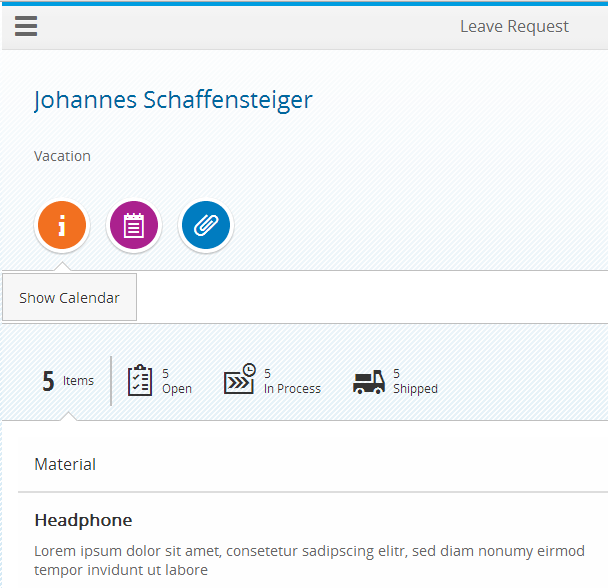 Leave Request
Johannes Schaffensteiger
Vacation
Show Calendar
5 Items
5
Open
5
In Process
5
Shipped
Material
Headphone
Lorem ipsum dolor sit amet, consetetur sadipscing elitr, sed diam nonumy eirmod
tempor invidunt ut labore